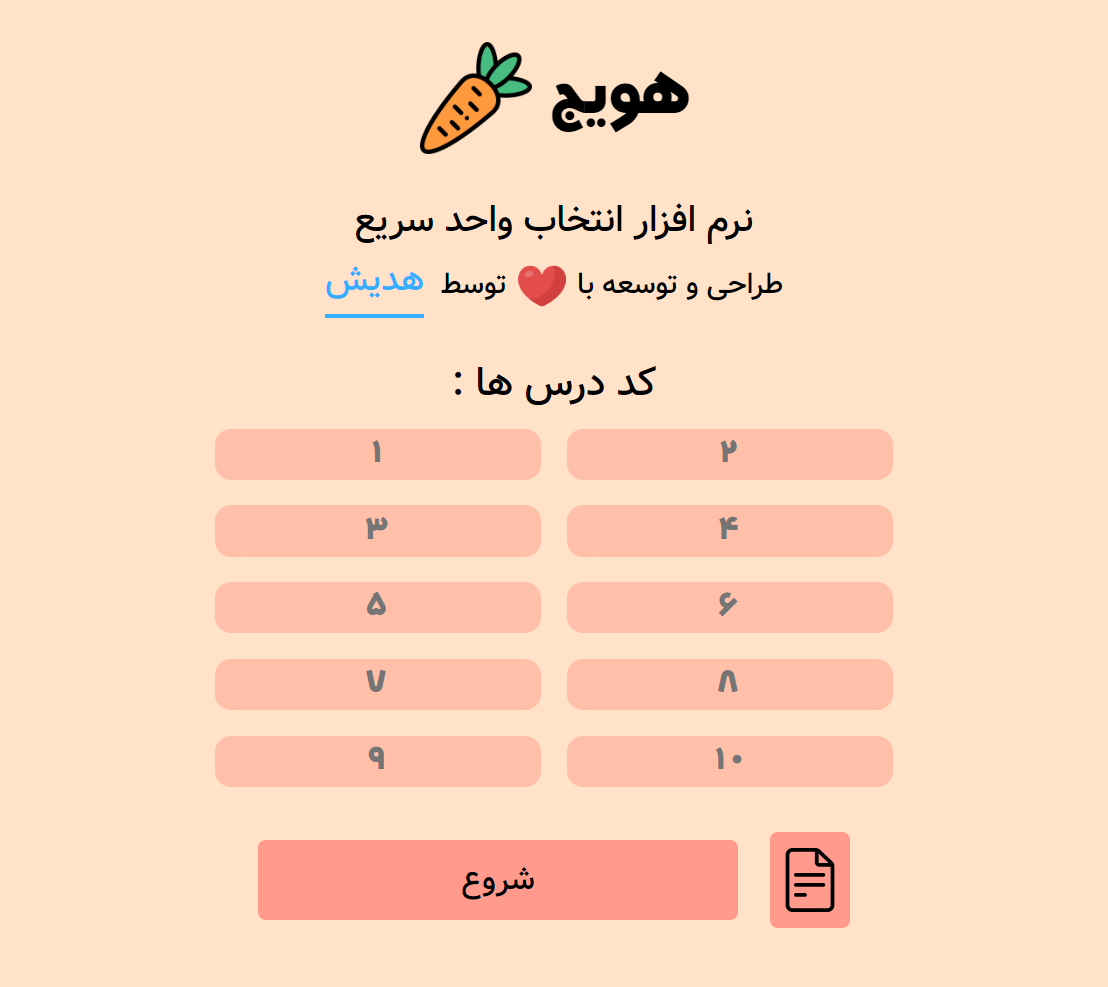 هویج
نرم افزار انتخاب واحد سریع
طراحی و توسعه با ❤️ توسط هدیش
کد درس ها :
۱
۲
۳
۴
۵
۶
۷
۸
۹
۱۰
شروع